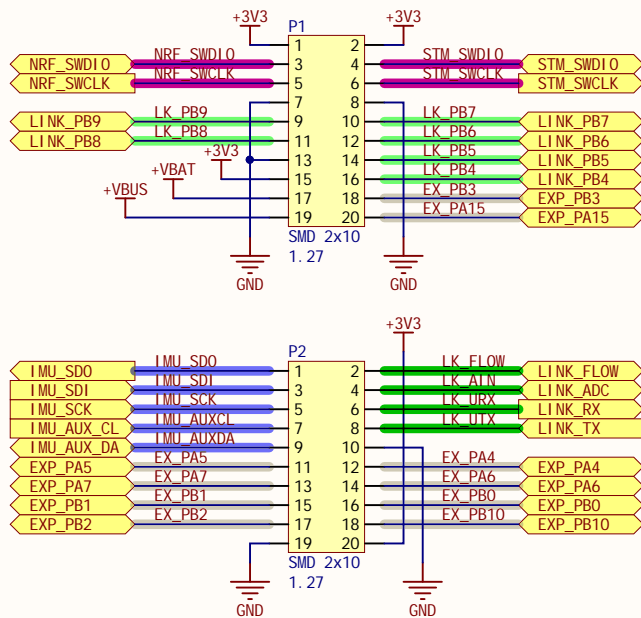 +3V3 P1 +3V3
1 2
NRF_SWDIO NRF_SWDIO 3 4 STM_SWDIO STM_SWDIO
NRF_SWCLK NRF_SWCLK 5 6 STM_SWCLK STM_SWCLK
7 8
LINK_PB9 LK_PB9 9 10 LK_PB7 LINK_PB7
LINK_PB8 LK_PB8 11 12 LK_PB6 LINK_PB6
+3V3 13 14 LK_PB5 LINK_PB5
+VBAT 15 16 LK_PB4 LINK_PB4
+VBUS 17 18 EX_PB3 EXP_PB3
19 20 EX_PA15 EXP_PA15
SMD 2x10
1.27
GND GND
+3V3
P2
IMU_SDO IMU_SDO 1 2 LK_FLOW LINK_FLOW
IMU_SDI IMU_SDI 3 4 LK_AIN LINK_ADC
IMU_SCK IMU_SCK 5 6 LK_URX LINK_RX
IMU_AUX_CL IMU_AUXCL 7 8 LK_UTX LINK_TX
IMU_AUX_DA IMU_AUXDA 9 10
EXP_PA5 EX_PA5 11 12 EX_PA4 EXP_PA4
EXP_PA7 EX_PA7 13 14 EX_PA6 EXP_PA6
EXP_PB1 EX_PB1 15 16 EX_PB0 EXP_PB0
EXP_PB2 EX_PB2 17 18 EX_PB10 EXP_PB10
19 20
SMD 2x10
1.27
GND GND